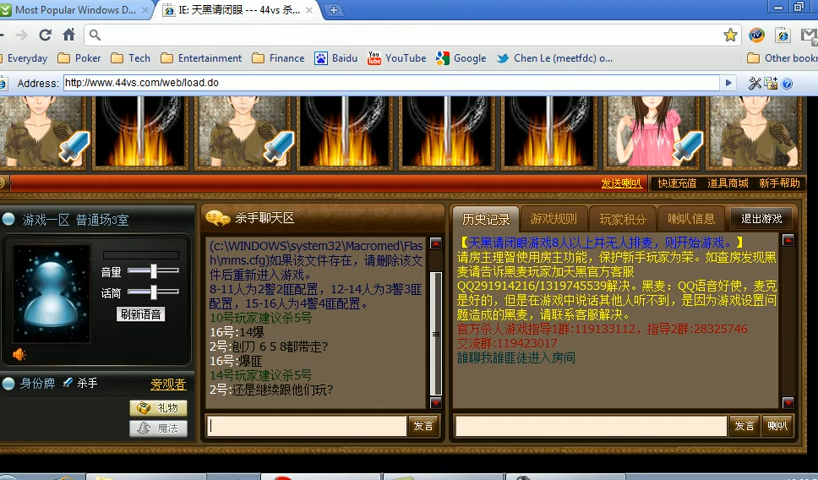 Most Popular Windows D...
IE: 天黑请闭眼 --- 44vs 杀...
Everyday
Poker
Tech
Entertainment
Finance
Baidu
YouTube
Google
Chen Le (meetfdc) o...
Other bookm
Address:
http://www.44vs.com/web/load.do
发送喇叭
快速充值
道具商城
新手帮助
游戏一区 普通场3室
音量
话筒
刷新语音
身份牌
杀手
旁观者
礼物
魔法
杀手聊天区
(c:\WINDOWS\system32\Macromed\Flas
h\mms.cfg)如果该文件存在，请删除该文
件后重新进入游戏。
8-11人为2警2匪配置，12-14人为3警3匪
配置，15-16人为4警4匪配置。
10号玩家建议杀5号
16号:14爆
2号:刨刀 6 5 8都带走?
16号:爆匪
14号玩家建议杀5号
2号:还是继续跟他们玩?
发言
历史记录
游戏规则
玩家积分
喇叭信息
退出游戏
【天黑请闭眼游戏8人以上并无人排麦，则开始游戏。】
请房主理智使用房主功能，保护新手玩家为荣。如查房发现黑
麦请告诉黑麦玩家加天黑官方客服
QQ291914216/1319745539解决。黑麦：QQ语音好使，麦克
是好的，但是在游戏中说话其他人听不到，是因为游戏设置问
题造成的黑麦，请联系客服解决。
官方杀人游戏指导1群:119133112，指导2群:28325746
交流群:119423017
誰聊我誰匪徒进入房间
发言
喇叭